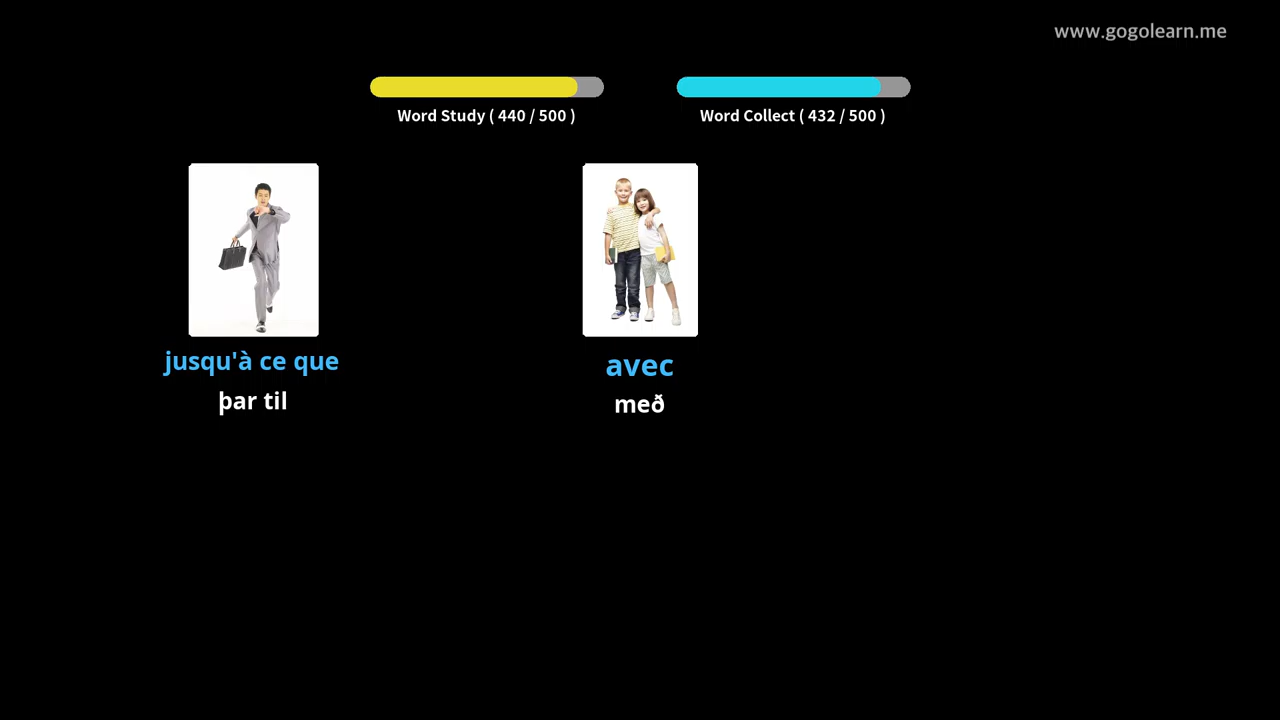 www.gogolearn.me
Word Study ( 440 / 500 )
Word Collect ( 432 / 500 )
jusqu'à ce que
þar til
avec
með